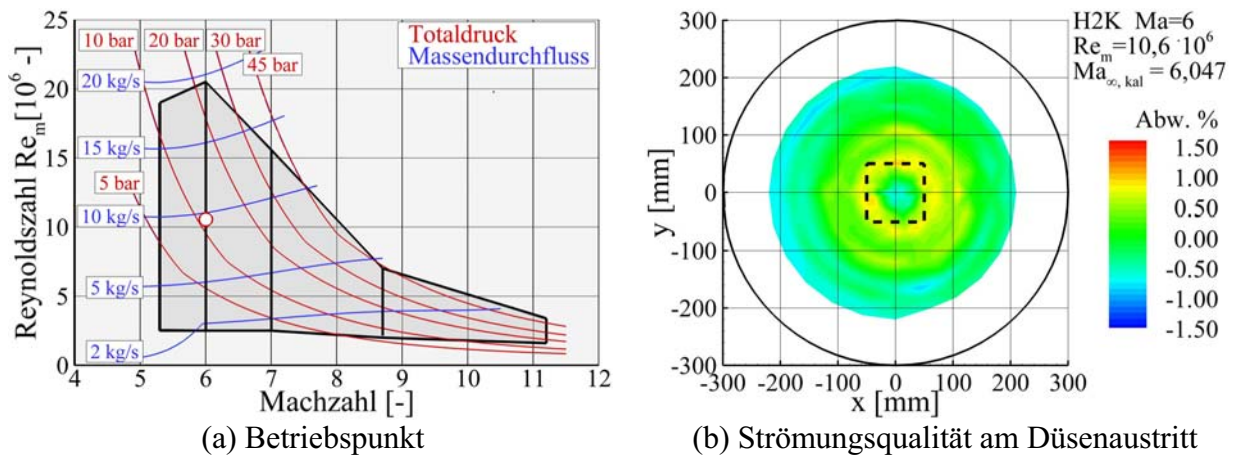 25
20
15
10
5
0
Reynoldszahl Re_m[10^6 -]
10 bar
20 bar
30 bar
45 bar
5 bar
Totaldruck
Massendurchfluss
20 kg/s
15 kg/s
10 kg/s
5 kg/s
2 kg/s
4 5 6 7 8 9 10 11 12
Machzahl [-]
(a) Betriebspunkt
300
200
100
0
-100
-200
-300
y [mm]
-300 -200 -100 0 100 200 300
x [mm]
H2K Ma=6
Re_m=10,6 · 10^6
Ma_∞, kal = 6,047
Abw. %
1.50
1.00
0.50
0.00
-0.50
-1.00
-1.50
(b) Strömungsqualität am Düsenaustritt